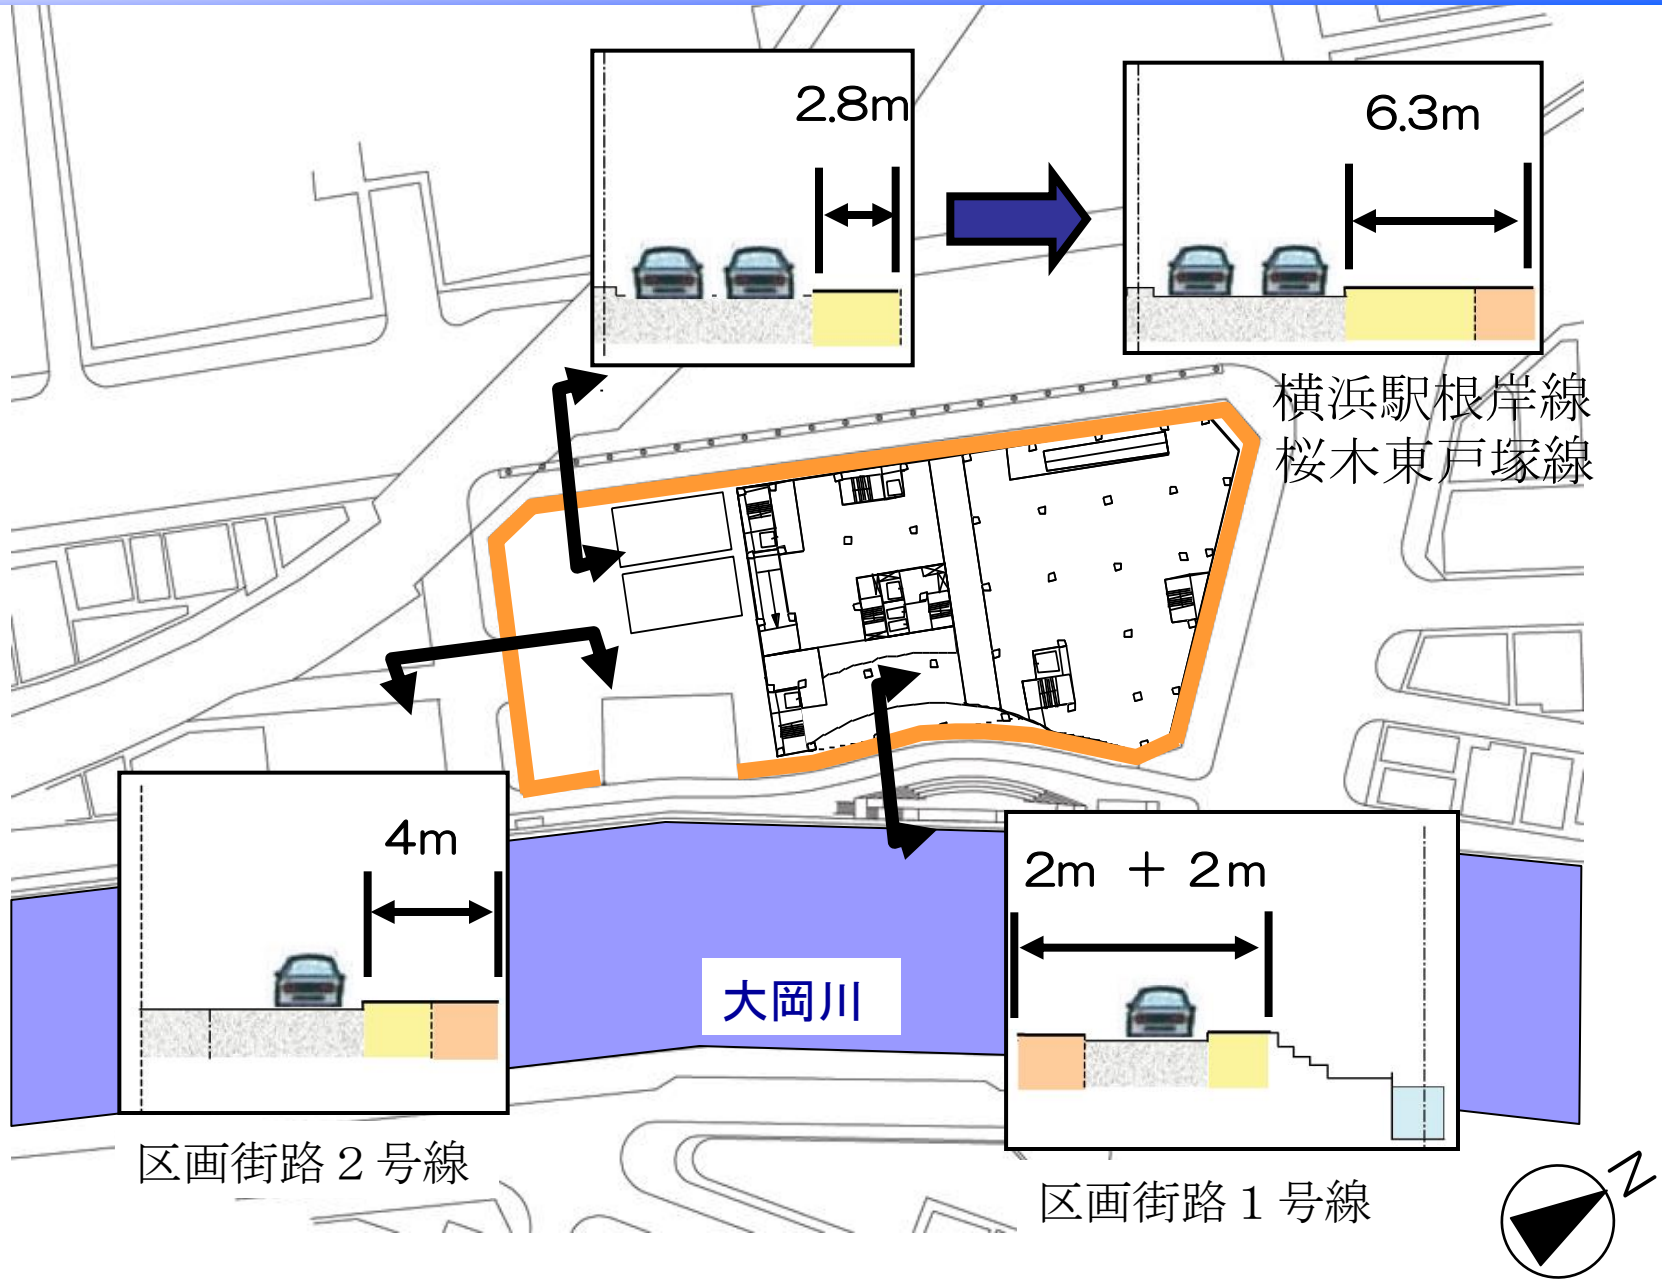 2.8m
6.3m
横浜駅根岸線
桜木東戸塚線
4m
2m + 2m
大岡川
区画街路2号線
区画街路1号線
N